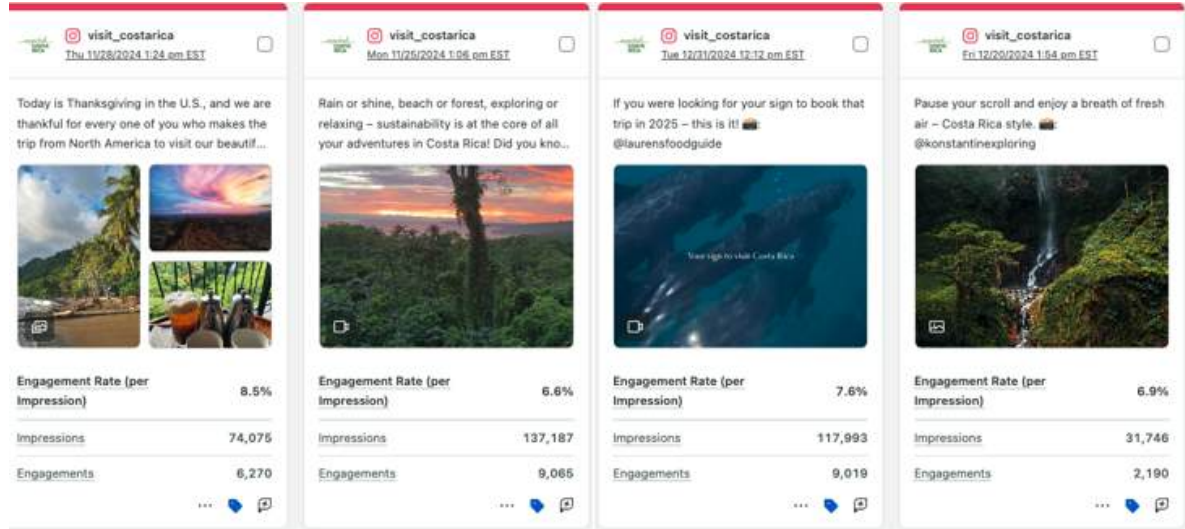 visit_costarica
Thu 11/28/2024 1:24 pm EST
Today is Thanksgiving in the U.S., and we are
thankful for every one of you who makes the
trip from North America to visit our beautif...
Engagement Rate (per
Impression)
8.5%
Impressions 74,075
Engagements 6,270
visit_costarica
Mon 11/25/2024 1:06 pm EST
Rain or shine, beach or forest, exploring or
relaxing – sustainability is at the core of all
your adventures in Costa Rica! Did you kno...
Engagement Rate (per
Impression)
6.6%
Impressions 137,187
Engagements 9,065
visit_costarica
Tue 12/31/2024 12:12 pm EST
If you were looking for your sign to book that
trip in 2025 – this is it! 📸:
@laurensfoodguide
Your sign to visit Costa Rica
Engagement Rate (per
Impression)
7.6%
Impressions 117,993
Engagements 9,019
visit_costarica
Fri 12/20/2024 1:54 pm EST
Pause your scroll and enjoy a breath of fresh
air – Costa Rica style. 📸:
@konstantinexploring
Engagement Rate (per
Impression)
6.9%
Impressions 31,746
Engagements 2,190